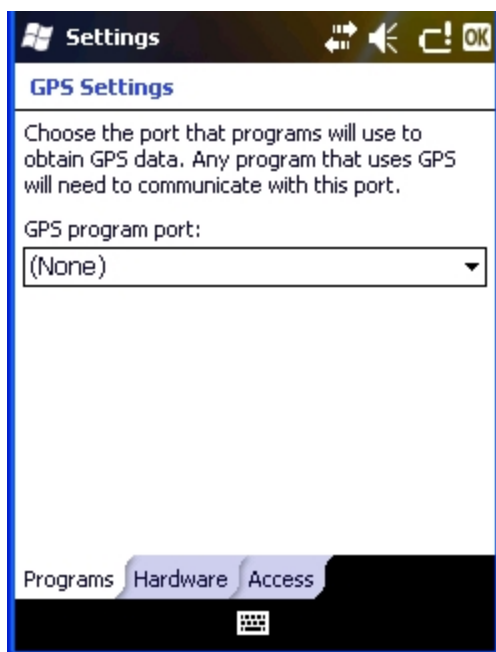 Settings
OK
GPS Settings
Choose the port that programs will use to
obtain GPS data. Any program that uses GPS
will need to communicate with this port.
GPS program port:
(None)
Programs Hardware Access